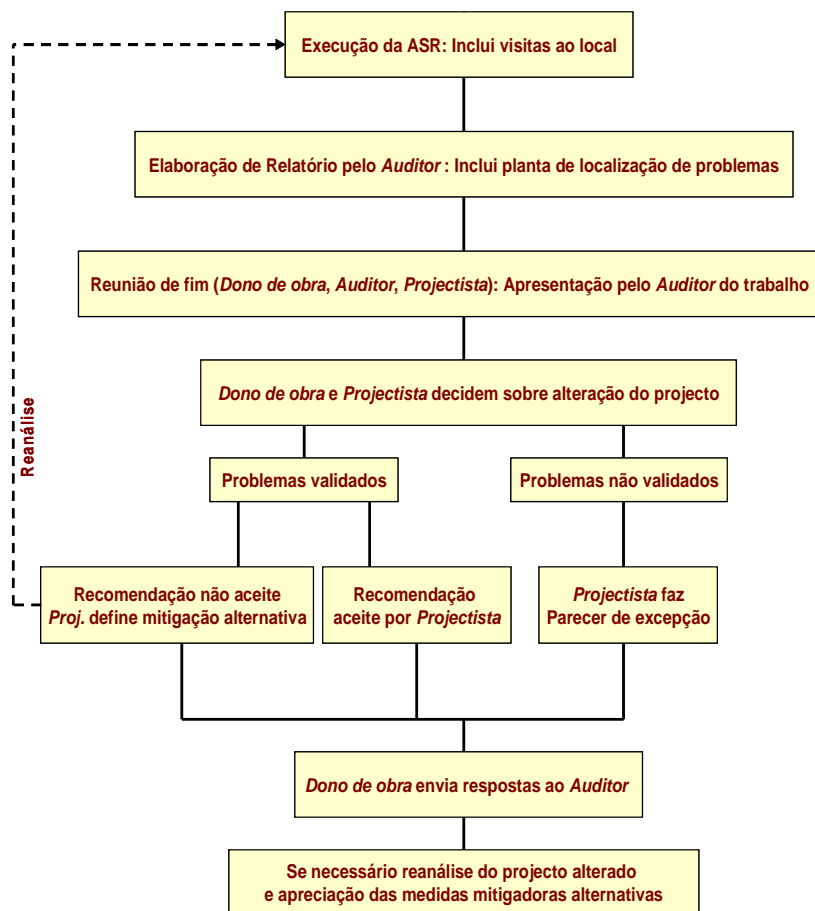 Execução da ASR: Inclui visitas ao local
Elaboração de Relatório pelo Auditor : Inclui planta de localização de problemas
Reunião de fim (Dono de obra, Auditor, Projectista): Apresentação pelo Auditor do trabalho
Dono de obra e Projectista decidem sobre alteração do projecto
Reanálise
Problemas validados
Problemas não validados
Recomendação não aceite
Proj. define mitigação alternativa
Recomendação
aceite por Projectista
Projectista faz
Parecer de excepção
Dono de obra envia respostas ao Auditor
Se necessário reanálise do projecto alterado
e apreciação das medidas mitigadoras alternativas